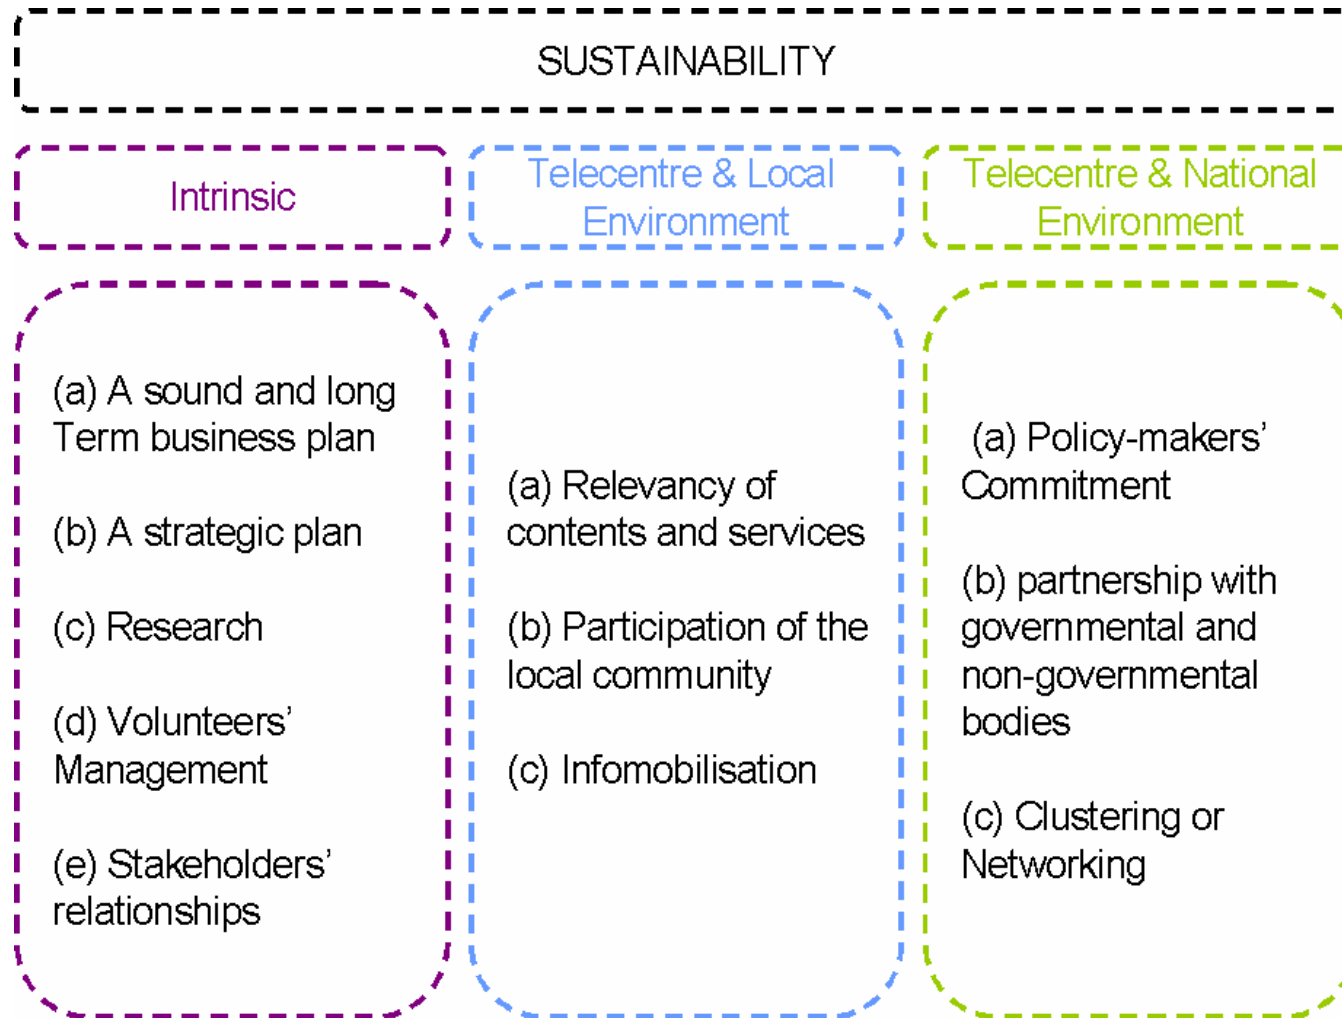 SUSTAINABILITY
Intrinsic
Telecentre & Local
Environment
Telecentre & National
Environment
(a) A sound and long
Term business plan
(b) A strategic plan
(c) Research
(d) Volunteers’
Management
(e) Stakeholders’
relationships
(a) Relevancy of
contents and services
(b) Participation of the
local community
(c) Infomobilisation
(a) Policy-makers’
Commitment
(b) partnership with
governmental and
non-governmental
bodies
(c) Clustering or
Networking